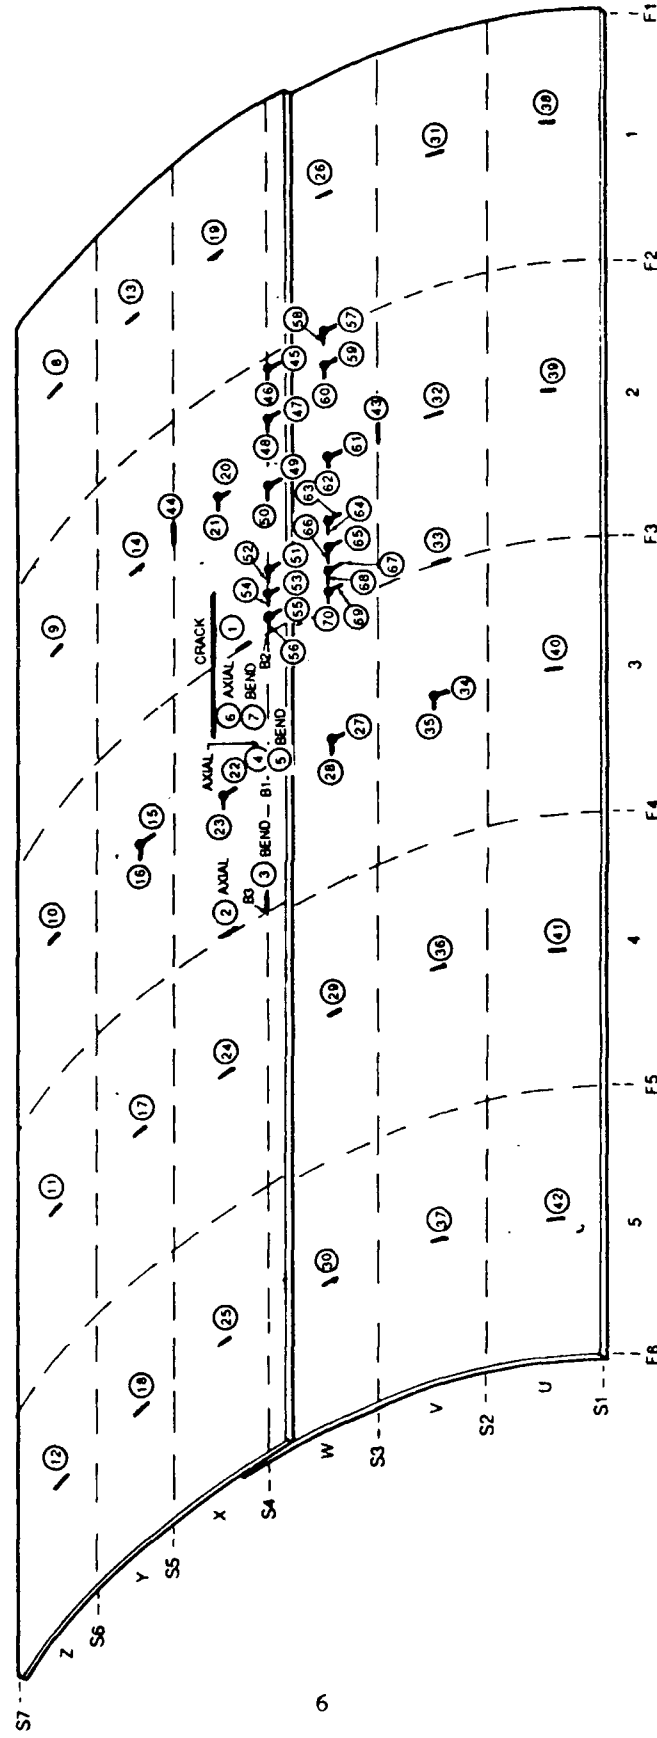 S7
12 11 10 9 8
Z
S6
18 17 16 15 14 13
Y
S5
44
25 24 2 AXIAL 23 22 AXIAL 6 AXIAL 7 BEND CRACK 1 21 20 19
X
S4
B3 3 BEND B1 4 5 BEND B2 56 55 54 53 52 51 50 49 48 47 46 45
30 29 28 27 70 69 68 67 66 65 64 63 62 61 60 59 58 57 26
W
S3
43
37 36 35 34 33 32 31
V
S2
42 41 40 39 38
U
S1
5 4 3 2 1
F6 F5 F4 F3 F2 F1
6